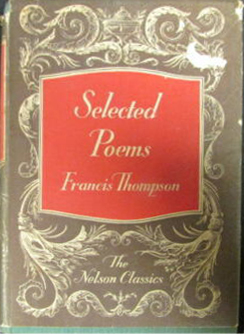 Selected
Poems
Francis Thompson
The
Nelson Classics